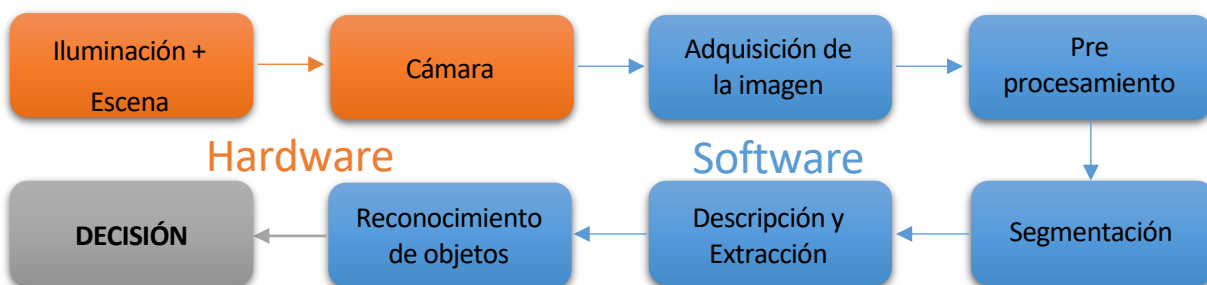 Iluminación +
Escena
Cámara
Adquisición de
la imagen
Pre
procesamiento
Hardware
Software
DECISIÓN
Reconocimiento
de objetos
Descripción y
Extracción
Segmentación